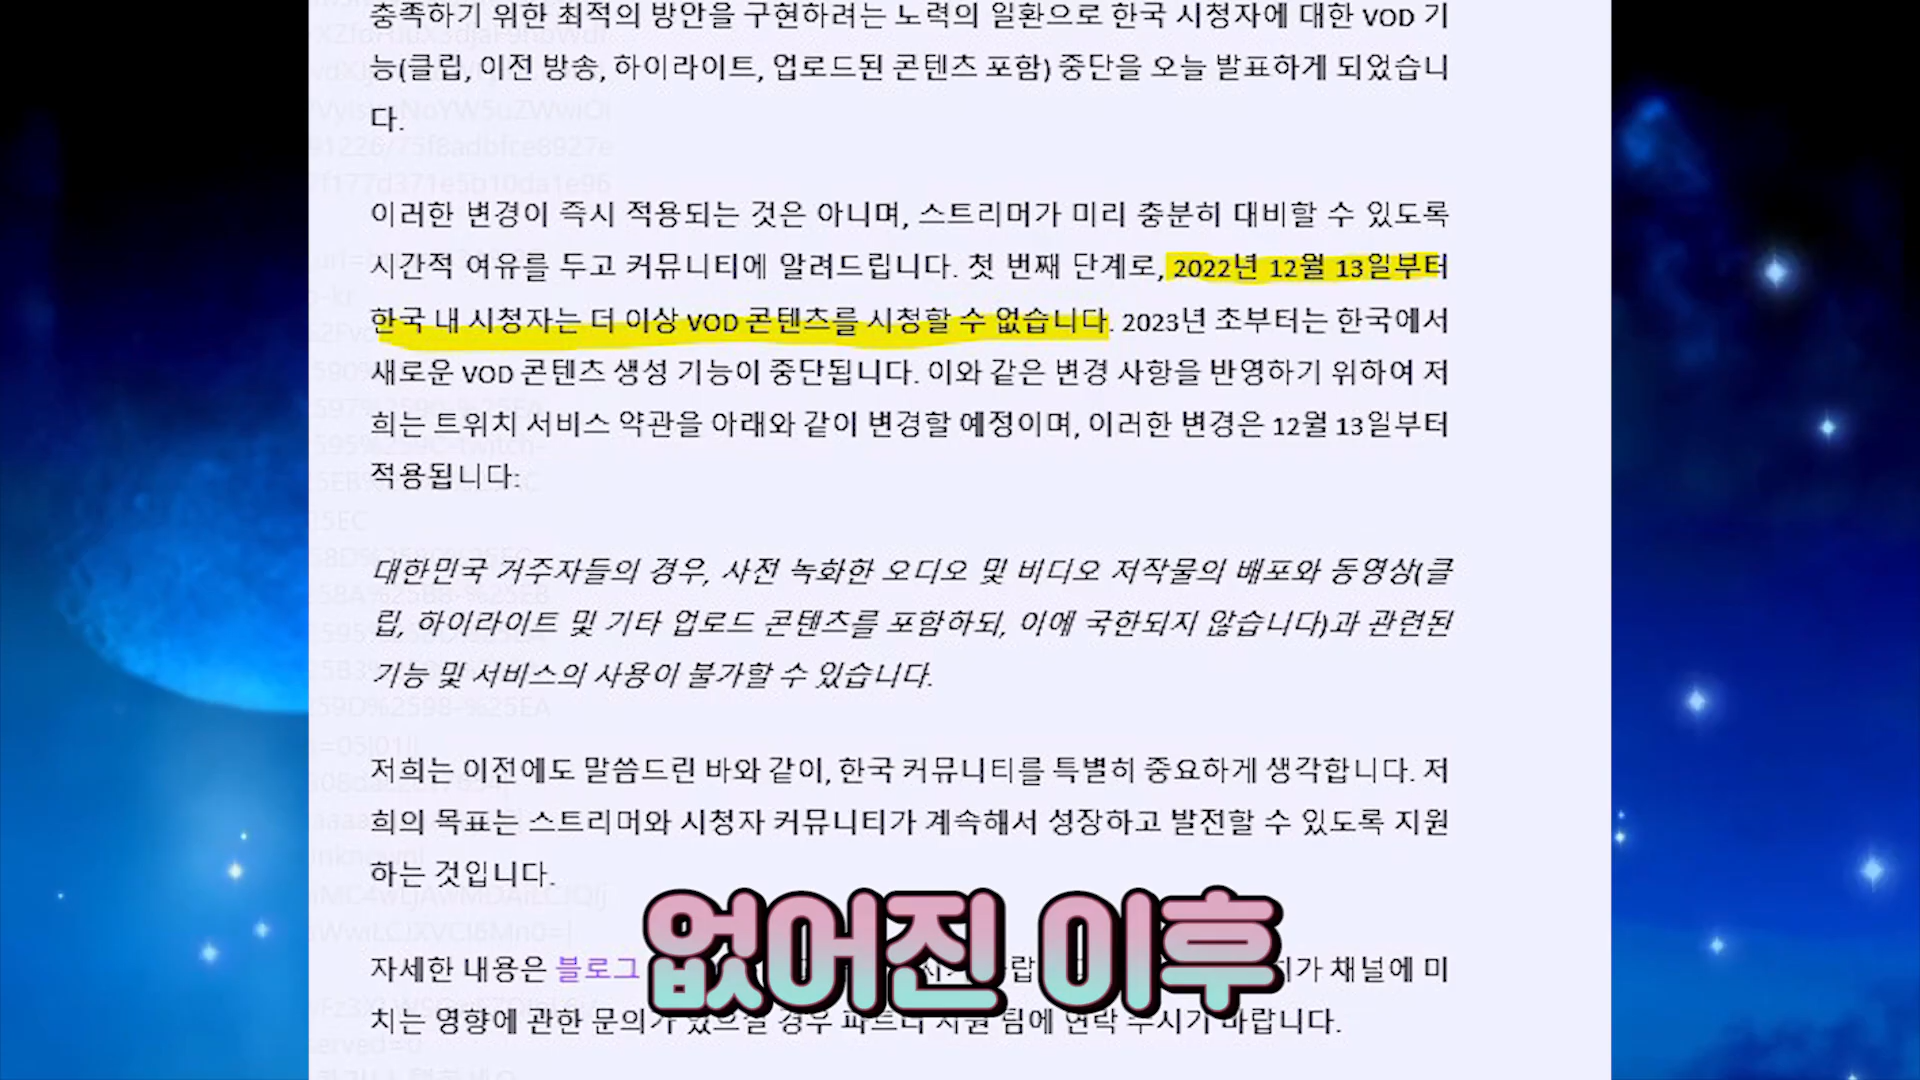 충족하기 위한 최적의 방안을 구현하려는 노력의 일환으로 한국 시청자에 대한 VOD 기
능(클립, 이전 방송, 하이라이트, 업로드된 콘텐츠 포함) 중단을 오늘 발표하게 되었습니
다.
이러한 변경이 즉시 적용되는 것은 아니며, 스트리머가 미리 충분히 대비할 수 있도록
시간적 여유를 두고 커뮤니티에 알려드립니다. 첫 번째 단계로, 2022년 12월 13일부터
한국 내 시청자는 더 이상 VOD 콘텐츠를 시청할 수 없습니다. 2023년 초부터는 한국에서
새로운 VOD 콘텐츠 생성 기능이 중단됩니다. 이와 같은 변경 사항을 반영하기 위하여 저
희는 트위치 서비스 약관을 아래와 같이 변경할 예정이며, 이러한 변경은 12월 13일부터
적용됩니다:
대한민국 거주자들의 경우, 사전 녹화한 오디오 및 비디오 저작물의 배포와 동영상(클
립, 하이라이트 및 기타 업로드 콘텐츠를 포함하되, 이에 국한되지 않습니다)과 관련된
기능 및 서비스의 사용이 불가할 수 있습니다.
저희는 이전에도 말씀드린 바와 같이, 한국 커뮤니티를 특별히 중요하게 생각합니다. 저
희의 목표는 스트리머와 시청자 커뮤니티가 계속해서 성장하고 발전할 수 있도록 지원
하는 것입니다.
자세한 내용은 블로그 채널에 미
치는 영향에 관한 문의가 있으실 경우 파트너 지원 팀에 연락 주시기 바랍니다.
없어진 이후